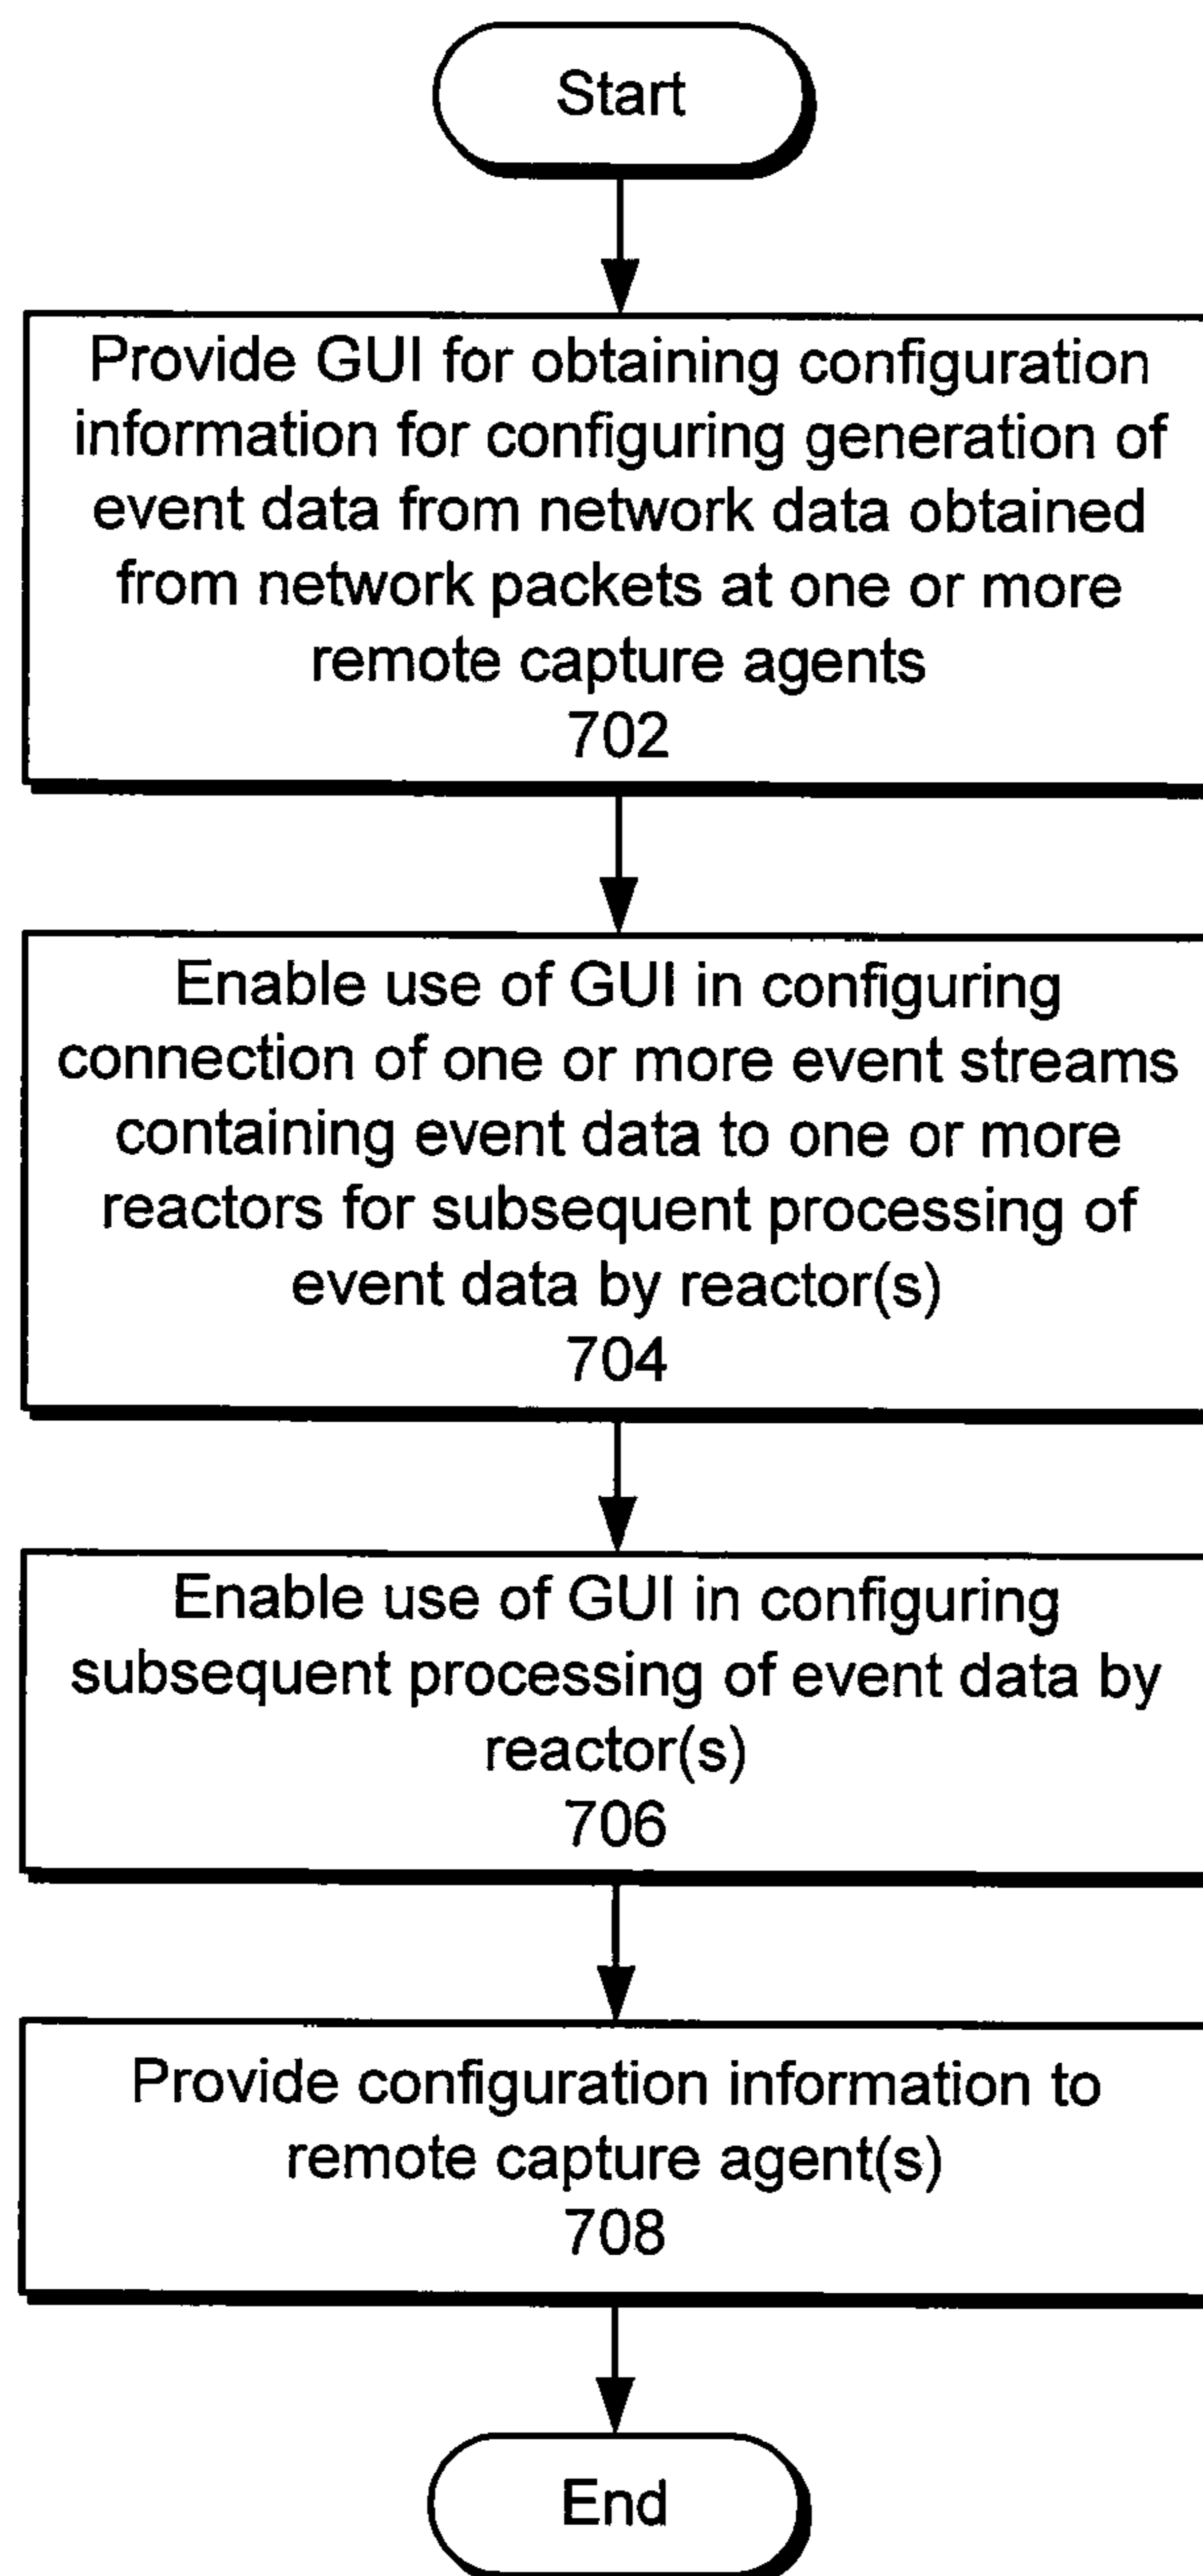 Start
Provide GUI for obtaining configuration
information for configuring generation of
event data from network data obtained
from network packets at one or more
remote capture agents
702
Enable use of GUI in configuring
connection of one or more event streams
containing event data to one or more
reactors for subsequent processing of
event data by reactor(s)
704
Enable use of GUI in configuring
subsequent processing of event data by
reactor(s)
706
Provide configuration information to
remote capture agent(s)
708
End